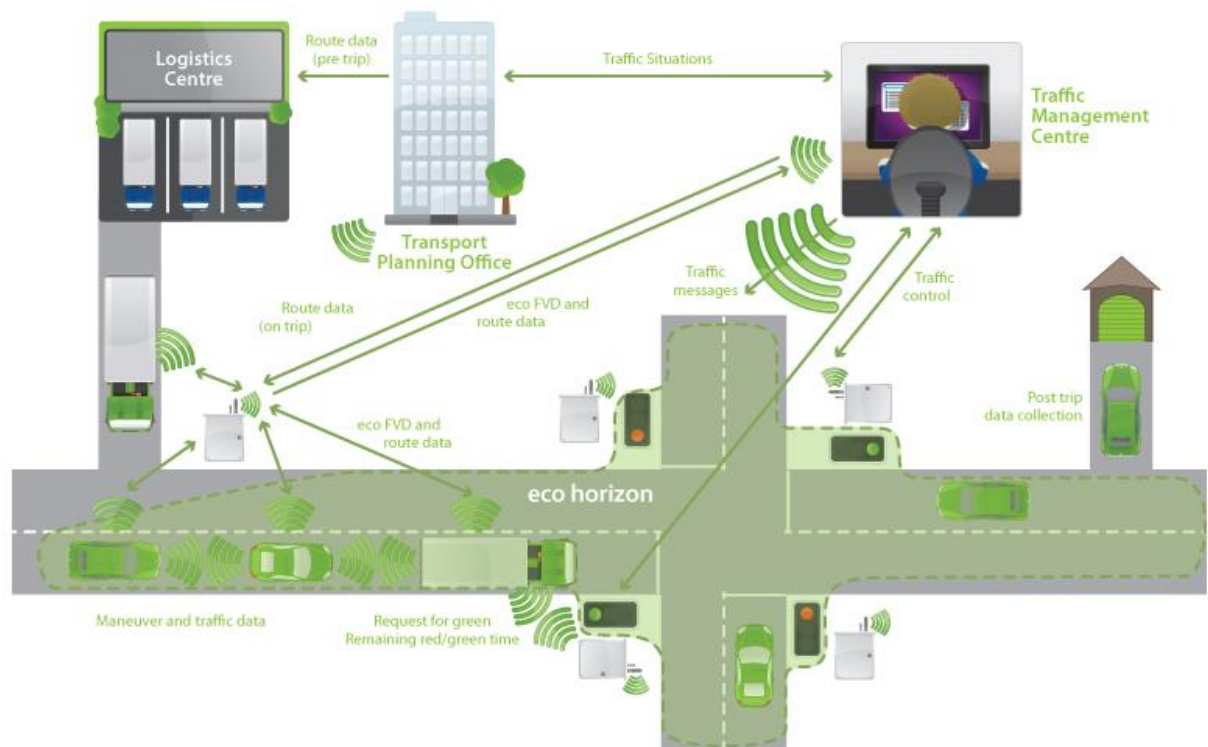 Logistics
Centre
Route data
(pre trip)
Traffic Situations
Traffic
Management
Centre
Transport
Planning Office
Traffic
messages
Traffic
control
Route data
(on trip)
eco FVD and
route data
Post trip
data collection
eco FVD and
route data
eco horizon
Maneuver and traffic data
Request for green
Remaining red/green time